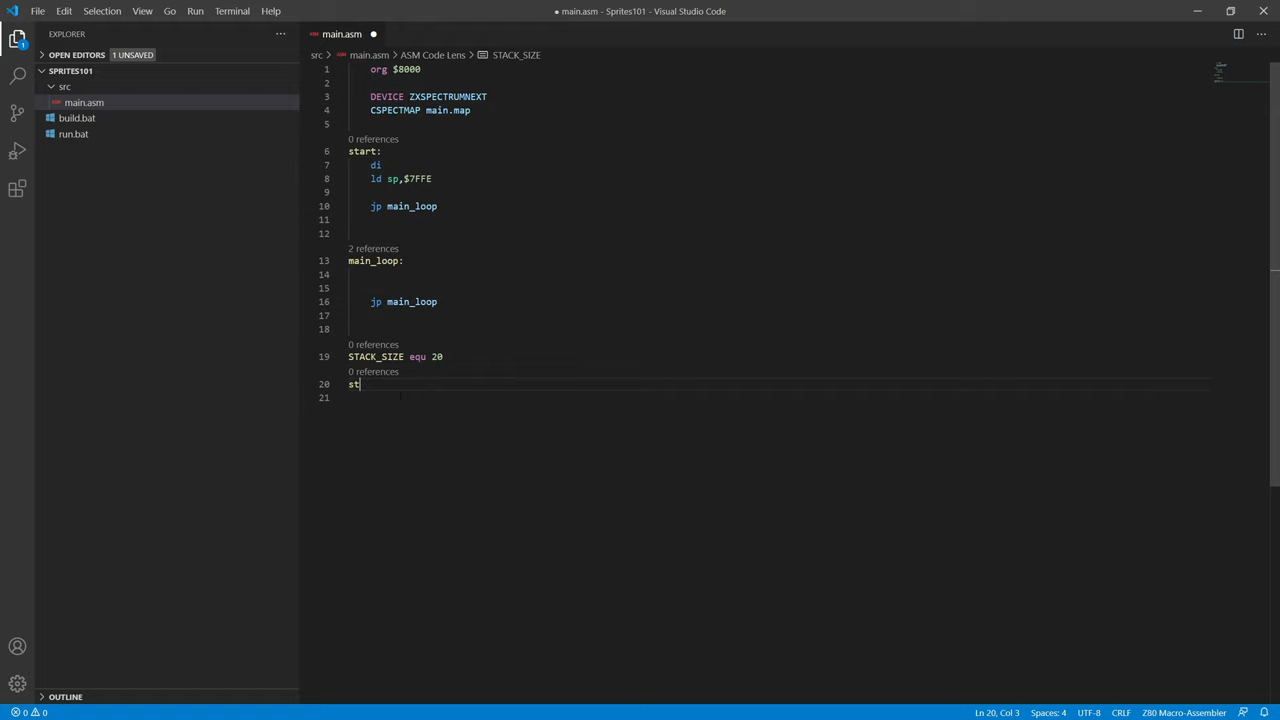 File Edit Selection View Go Run Terminal Help
● main.asm - Sprites101 - Visual Studio Code
EXPLORER
main.asm
OPEN EDITORS 1 UNSAVED
src > main.asm > ASM Code Lens > STACK_SIZE
SPRITES101
src
main.asm
build.bat
run.bat
1 org $8000
2
3 DEVICE ZXSPECTRUMNEXT
4 CSPECTMAP main.map
5
0 references
6 start:
7 di
8 ld sp,$7FFE
9
10 jp main_loop
11
12
2 references
13 main_loop:
14
15
16 jp main_loop
17
18
0 references
19 STACK_SIZE equ 20
0 references
20 st
21
OUTLINE
1
0 0
Ln 20, Col 3 Spaces: 4 UTF-8 CRLF Z80 Macro-Assembler